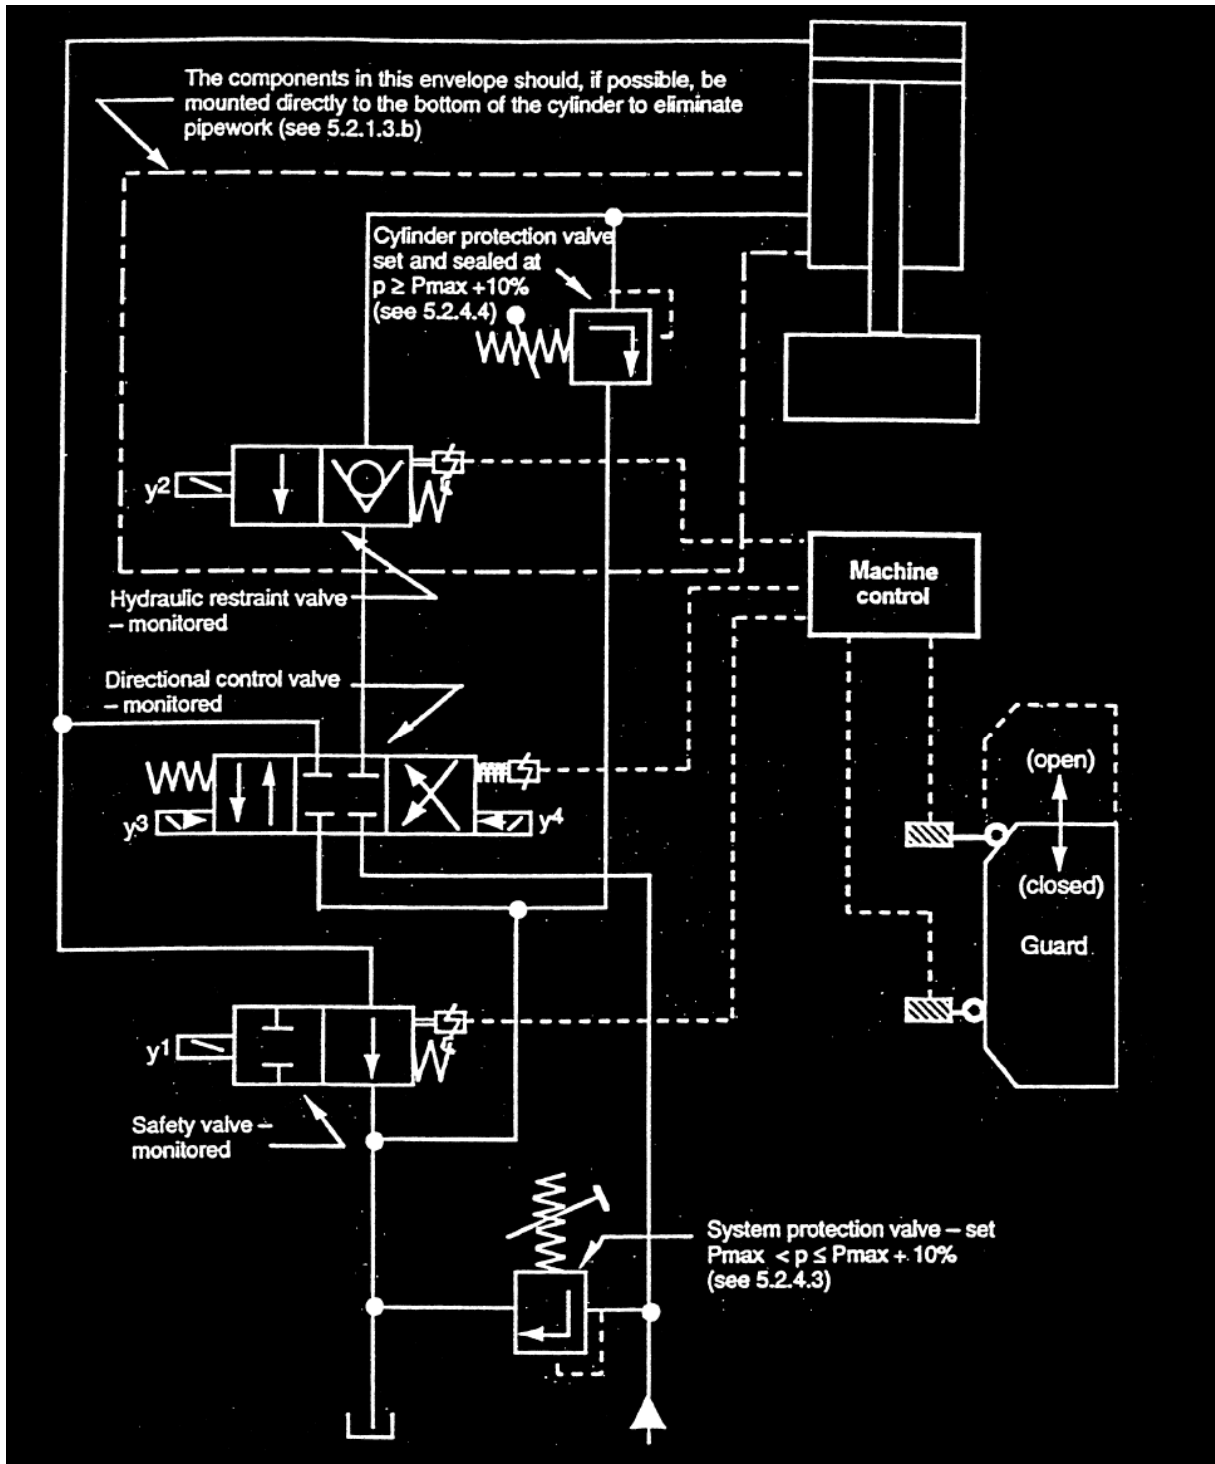 The components in this envelope should, if possible, be
mounted directly to the bottom of the cylinder to eliminate
pipework (see 5.2.1.3.b)
Cylinder protection valve
set and sealed at
p ≥ Pmax +10%
(see 5.2.4.4)
y2
Hydraulic restraint valve
– monitored
Machine
control
Directional control valve
– monitored
y3
y4
(open)
(closed)
Guard
y1
Safety valve –
monitored
System protection valve – set
Pmax < p ≤ Pmax + 10%
(see 5.2.4.3)